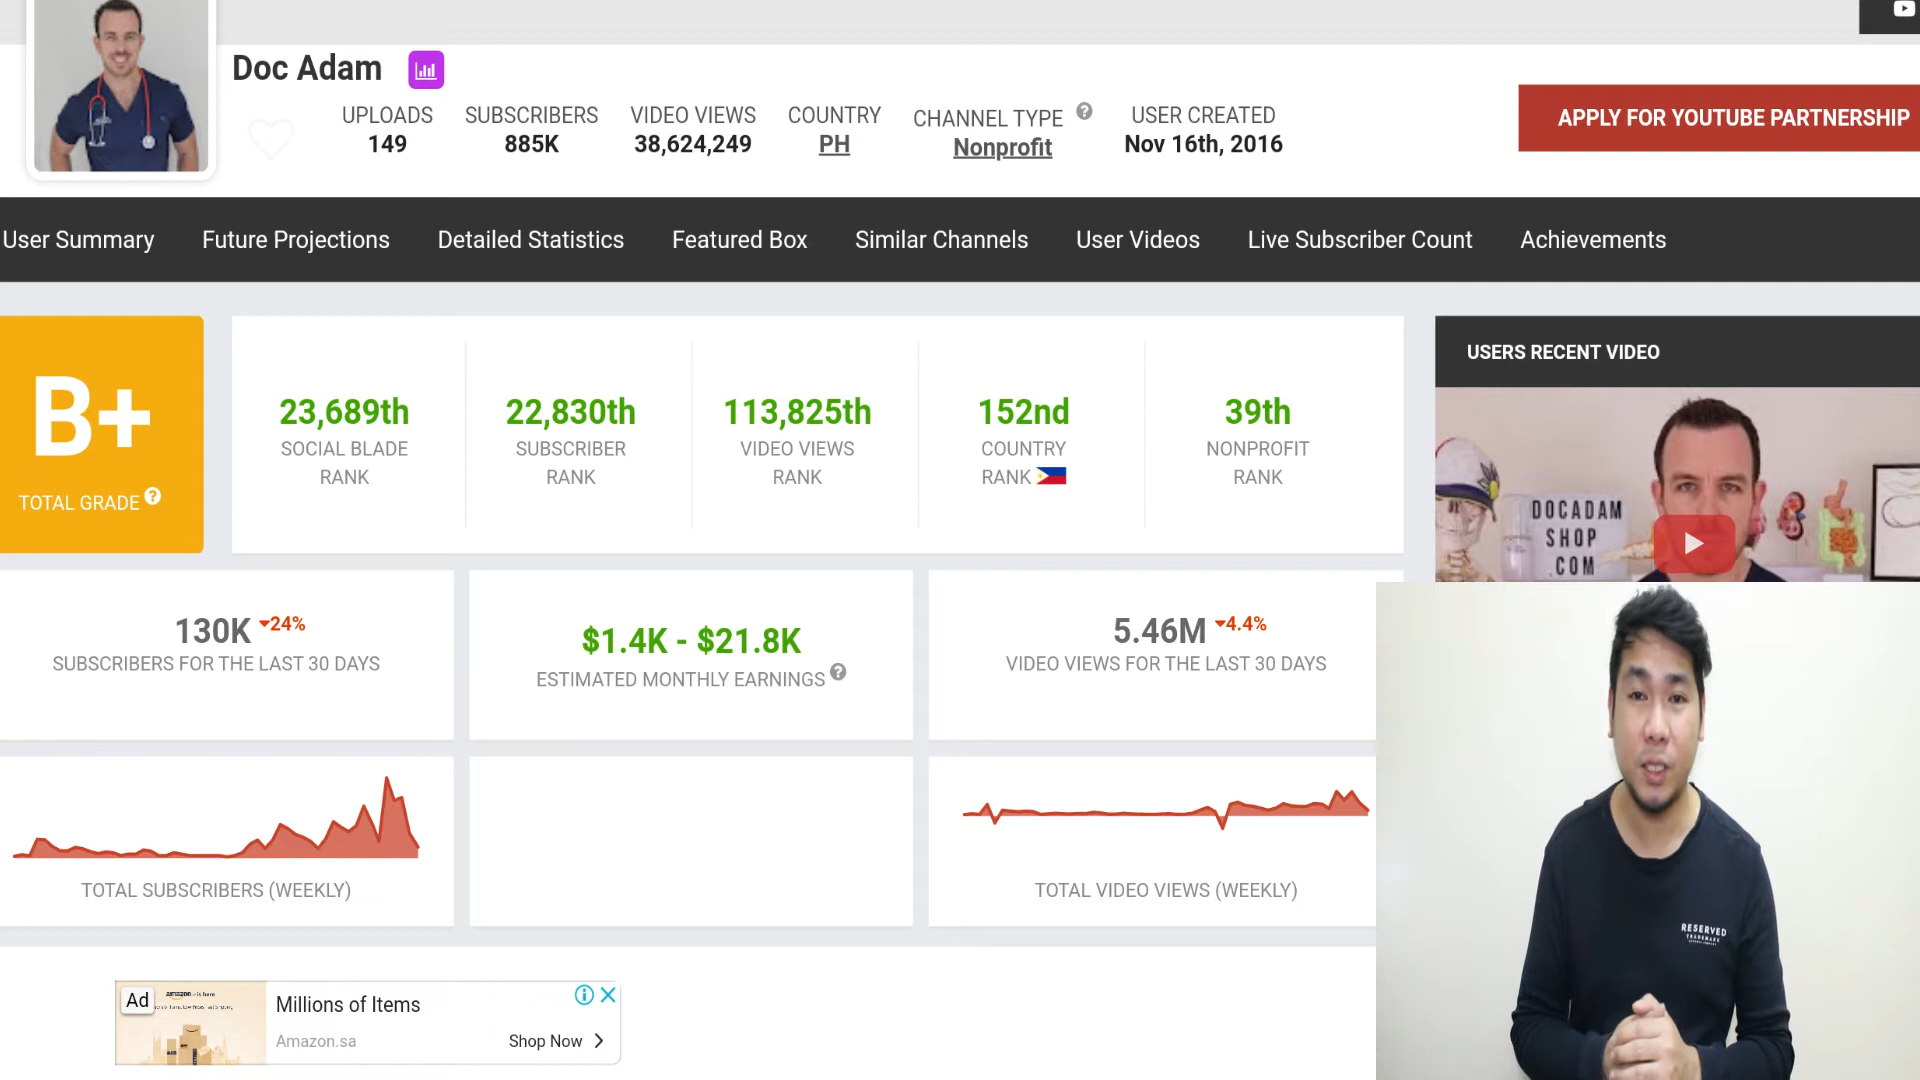 Doc Adam
UPLOADS
149
SUBSCRIBERS
885K
VIDEO VIEWS
38,624,249
COUNTRY
PH
CHANNEL TYPE ?
Nonprofit
USER CREATED
Nov 16th, 2016
APPLY FOR YOUTUBE PARTNERSHIP
User Summary
Future Projections
Detailed Statistics
Featured Box
Similar Channels
User Videos
Live Subscriber Count
Achievements
B+
TOTAL GRADE ?
23,689th
SOCIAL BLADE
RANK
22,830th
SUBSCRIBER
RANK
113,825th
VIDEO VIEWS
RANK
152nd
COUNTRY
RANK
39th
NONPROFIT
RANK
USERS RECENT VIDEO
DOCADAM
SHOP
.COM
130K 24%
SUBSCRIBERS FOR THE LAST 30 DAYS
$1.4K - $21.8K
ESTIMATED MONTHLY EARNINGS ?
5.46M 4.4%
VIDEO VIEWS FOR THE LAST 30 DAYS
TOTAL SUBSCRIBERS (WEEKLY)
TOTAL VIDEO VIEWS (WEEKLY)
RESERVED
TRADEMARK
Ad
amazon is here
Millions of Items
Amazon.sa
Shop Now